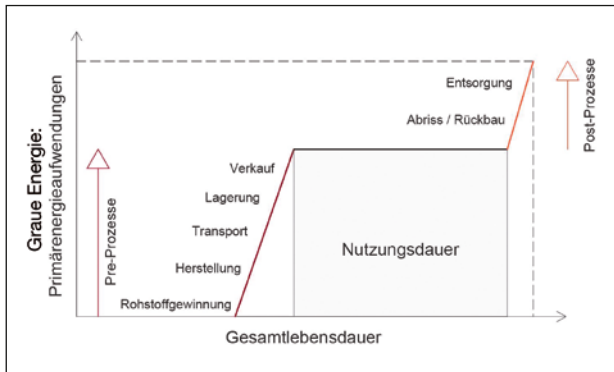 Graue Energie:
Primärenergieaufwendungen
Pre-Prozesse
Entsorgung
Abriss / Rückbau
Post-Prozesse
Verkauf
Lagerung
Transport
Herstellung
Rohstoffgewinnung
Nutzungsdauer
Gesamtlebensdauer